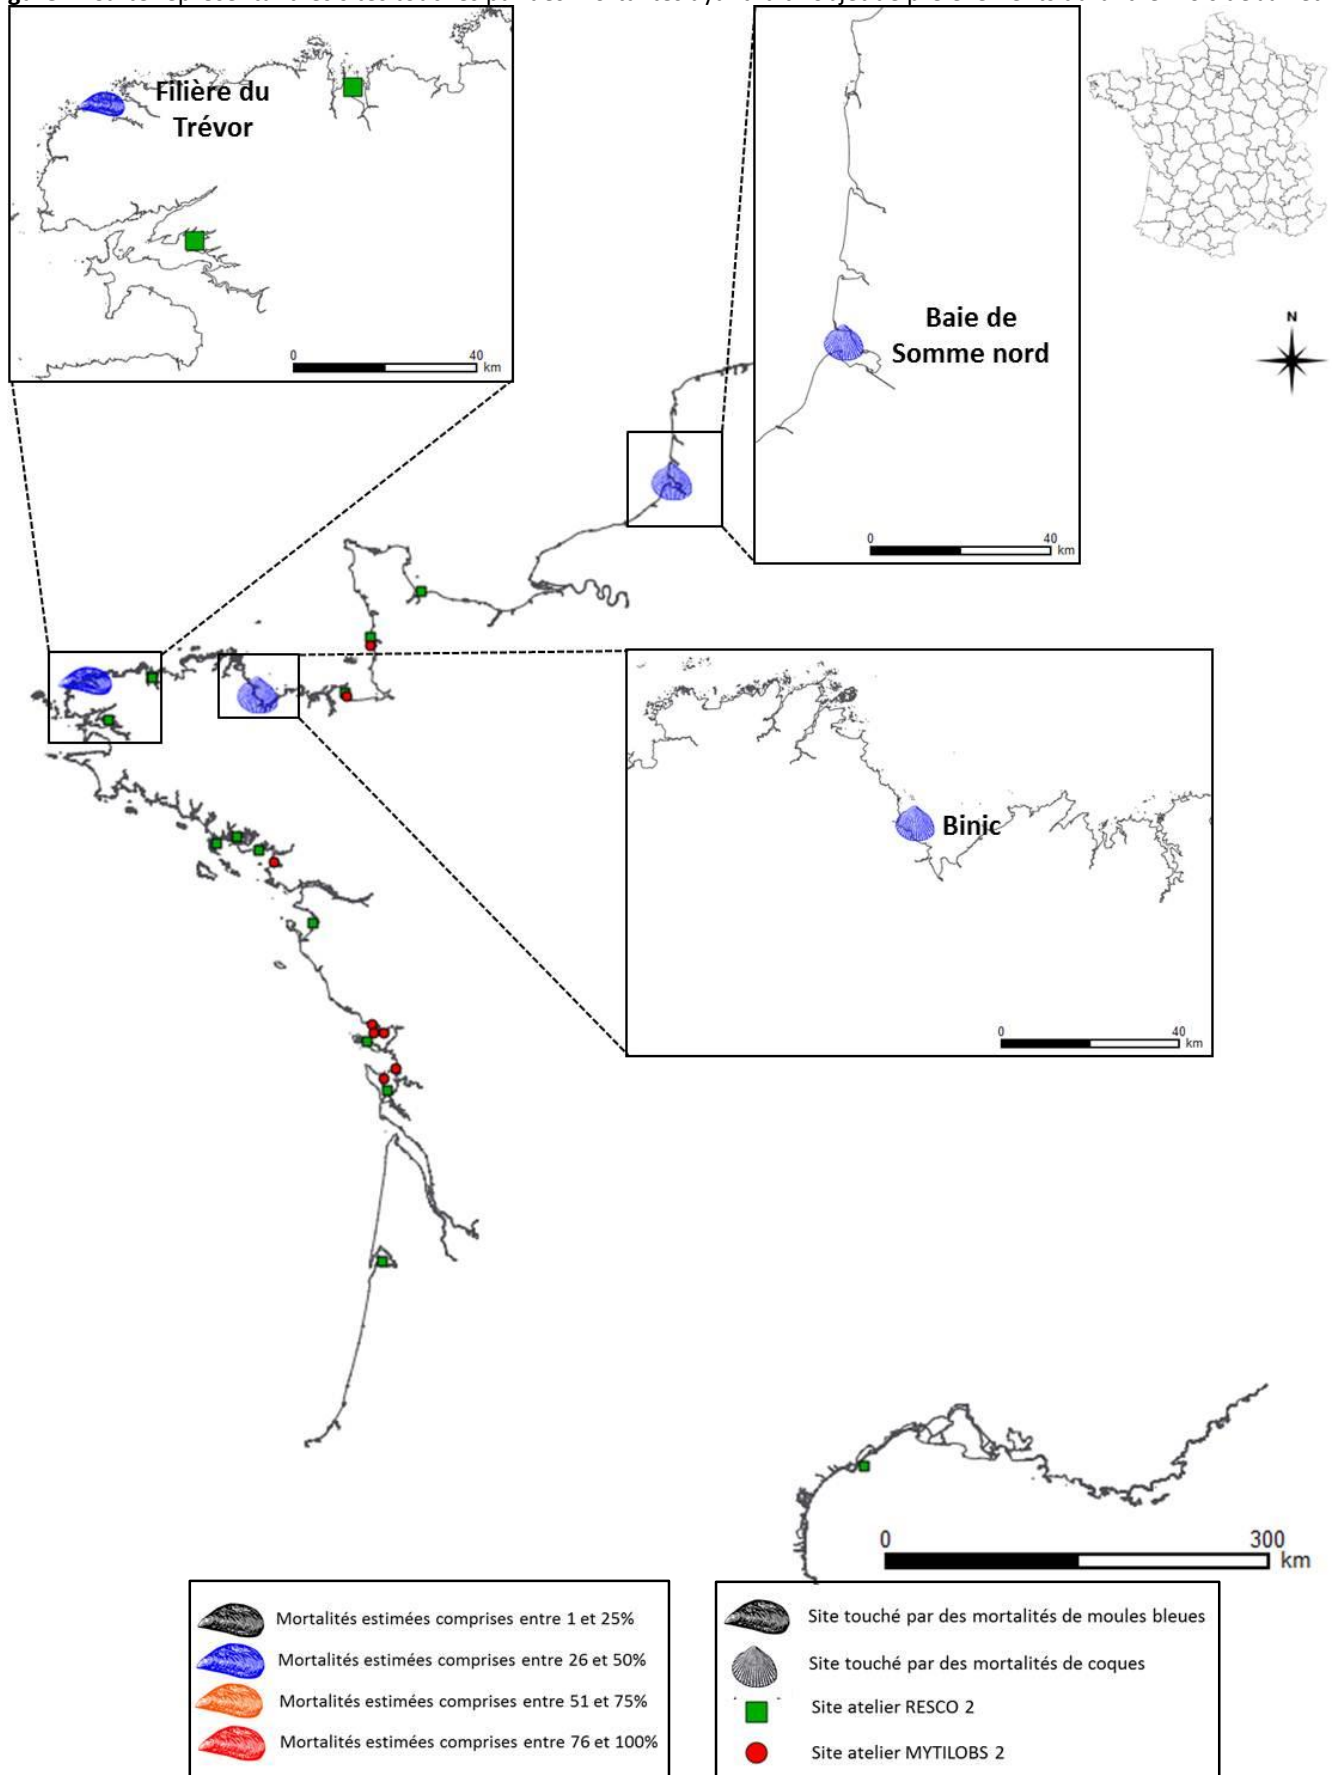 Filière du
Trévor
0 40
km
Baie de
Somme nord
0 40
km
N
Binic
0 40
km
0 300
km
Mortalités estimées comprises entre 1 et 25%
Mortalités estimées comprises entre 26 et 50%
Mortalités estimées comprises entre 51 et 75%
Mortalités estimées comprises entre 76 et 100%
Site touché par des mortalités de moules bleues
Site touché par des mortalités de coques
Site atelier RESCO 2
Site atelier MYTILOBS 2